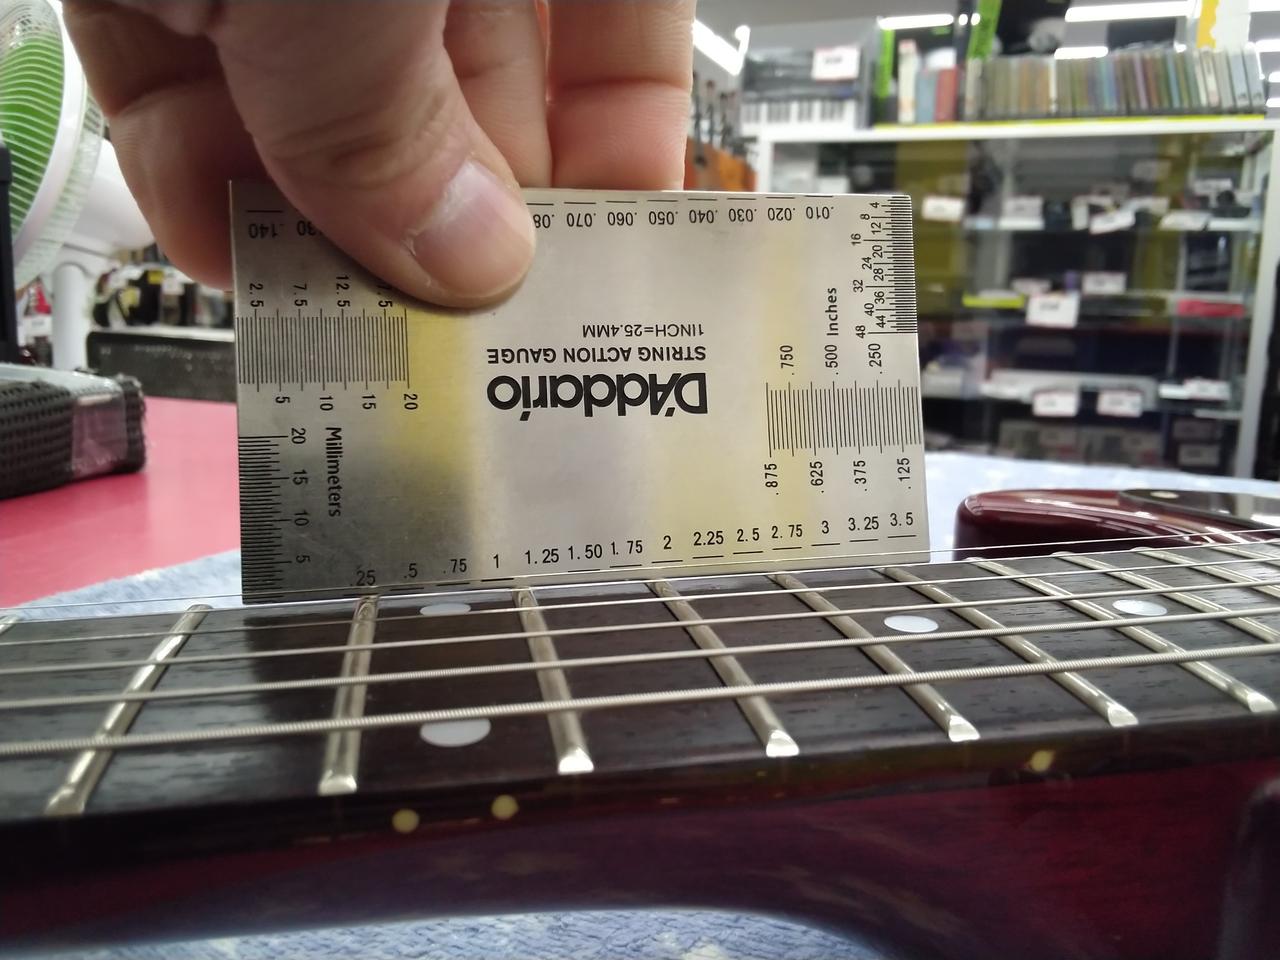 .140 .080 .070 .060 .050 .040 .030 .020 .010
4 8 12 16 20 24 28 32 36 40 44 48
2.5 7.5 12.5 17.5
5 10 15 20
Millimeters
20 15 10 5
1INCH=25.4MM
STRING ACTION GAUGE
D'Addario
Inches
.750 .500 .250
.875 .625 .375 .125
.25 .5 .75 1 1.25 1.50 1.75 2 2.25 2.5 2.75 3 3.25 3.5